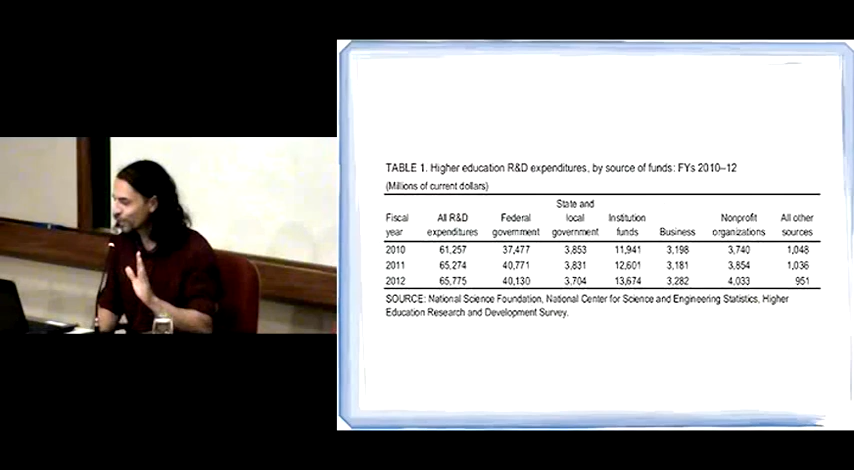 TABLE 1. Higher education R&D expenditures, by source of funds: FYs 2010–12
(Millions of current dollars)
Fiscal year All R&D expenditures Federal government State and local government Institution funds Business Nonprofit organizations All other sources
2010 61,257 37,477 3,853 11,941 3,198 3,740 1,048
2011 65,274 40,771 3,831 12,601 3,181 3,854 1,036
2012 65,775 40,130 3,704 13,674 3,282 4,033 951
SOURCE: National Science Foundation, National Center for Science and Engineering Statistics, Higher
Education Research and Development Survey.